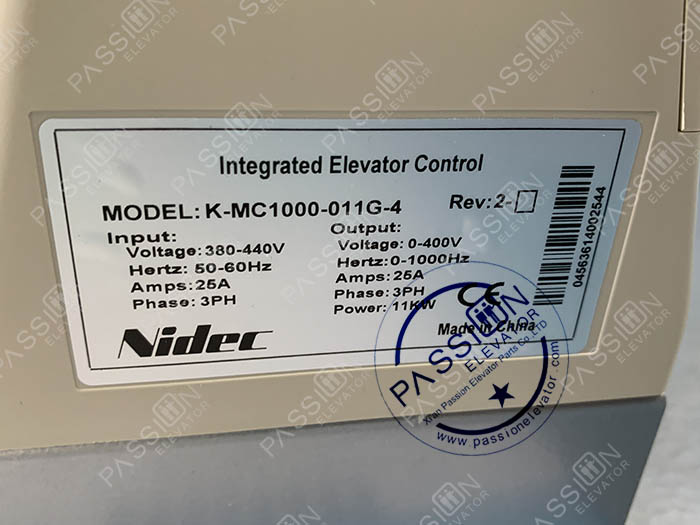 Integrated Elevator Control
MODEL: K-MC1000-011G-4
Rev: 2-
Input:
Voltage: 380-440V
Hertz: 50-60Hz
Amps: 25A
Phase: 3PH
Output:
Voltage: 0-400V
Hertz: 0-1000Hz
Amps: 25A
Phase: 3PH
Power: 11KW
CE
Made in China
Nidec
04563614002544
PASSION
ELEVATOR
Xi'an Passion Elevator Parts Co.,LTD
www.passionelevator.com